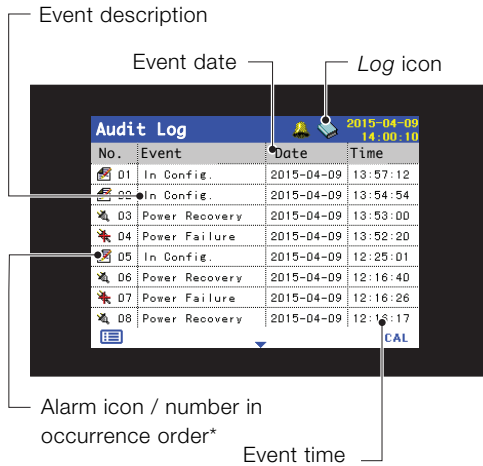 Event description
Event date
Log icon
Audit Log
2015-04-09
14:00:10
No. Event Date Time
01 In Config. 2015-04-09 13:57:12
02 In Config. 2015-04-09 13:54:54
03 Power Recovery 2015-04-09 13:53:00
04 Power Failure 2015-04-09 13:52:20
05 In Config. 2015-04-09 12:25:01
06 Power Recovery 2015-04-09 12:16:40
07 Power Failure 2015-04-09 12:16:26
08 Power Recovery 2015-04-09 12:16:17
CAL
Alarm icon / number in
occurrence order*
Event time